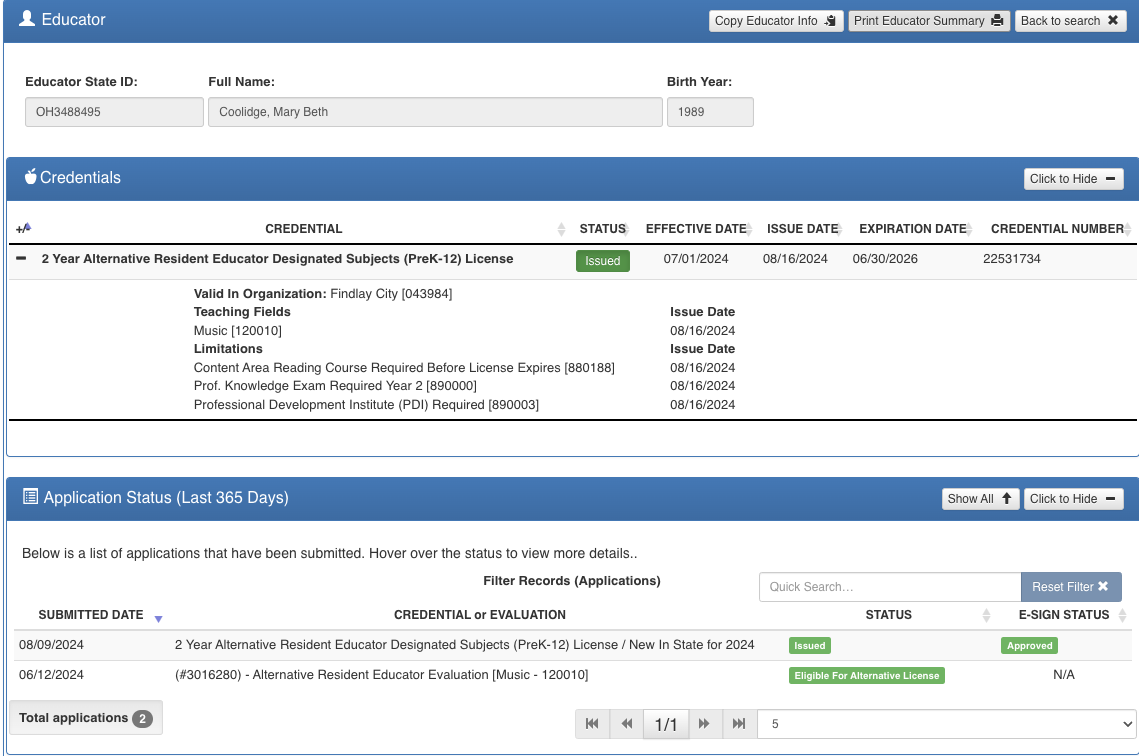 Educator Copy Educator Info Print Educator Summary Back to search
Educator State ID: Full Name: Birth Year:
OH3488495 Coolidge, Mary Beth 1989
Credentials Click to Hide
+/- CREDENTIAL STATUS EFFECTIVE DATE ISSUE DATE EXPIRATION DATE CREDENTIAL NUMBER
2 Year Alternative Resident Educator Designated Subjects (PreK-12) License Issued 07/01/2024 08/16/2024 06/30/2026 22531734
Valid In Organization: Findlay City [043984]
Teaching Fields Issue Date
Music [120010] 08/16/2024
Limitations Issue Date
Content Area Reading Course Required Before License Expires [880188] 08/16/2024
Prof. Knowledge Exam Required Year 2 [890000] 08/16/2024
Professional Development Institute (PDI) Required [890003] 08/16/2024
Application Status (Last 365 Days) Show All Click to Hide
Below is a list of applications that have been submitted. Hover over the status to view more details..
Filter Records (Applications) Quick Search... Reset Filter
SUBMITTED DATE CREDENTIAL or EVALUATION STATUS E-SIGN STATUS
08/09/2024 2 Year Alternative Resident Educator Designated Subjects (PreK-12) License / New In State for 2024 Issued Approved
06/12/2024 (#3016280) - Alternative Resident Educator Evaluation [Music - 120010] Eligible For Alternative License N/A
Total applications 2 1/1 5